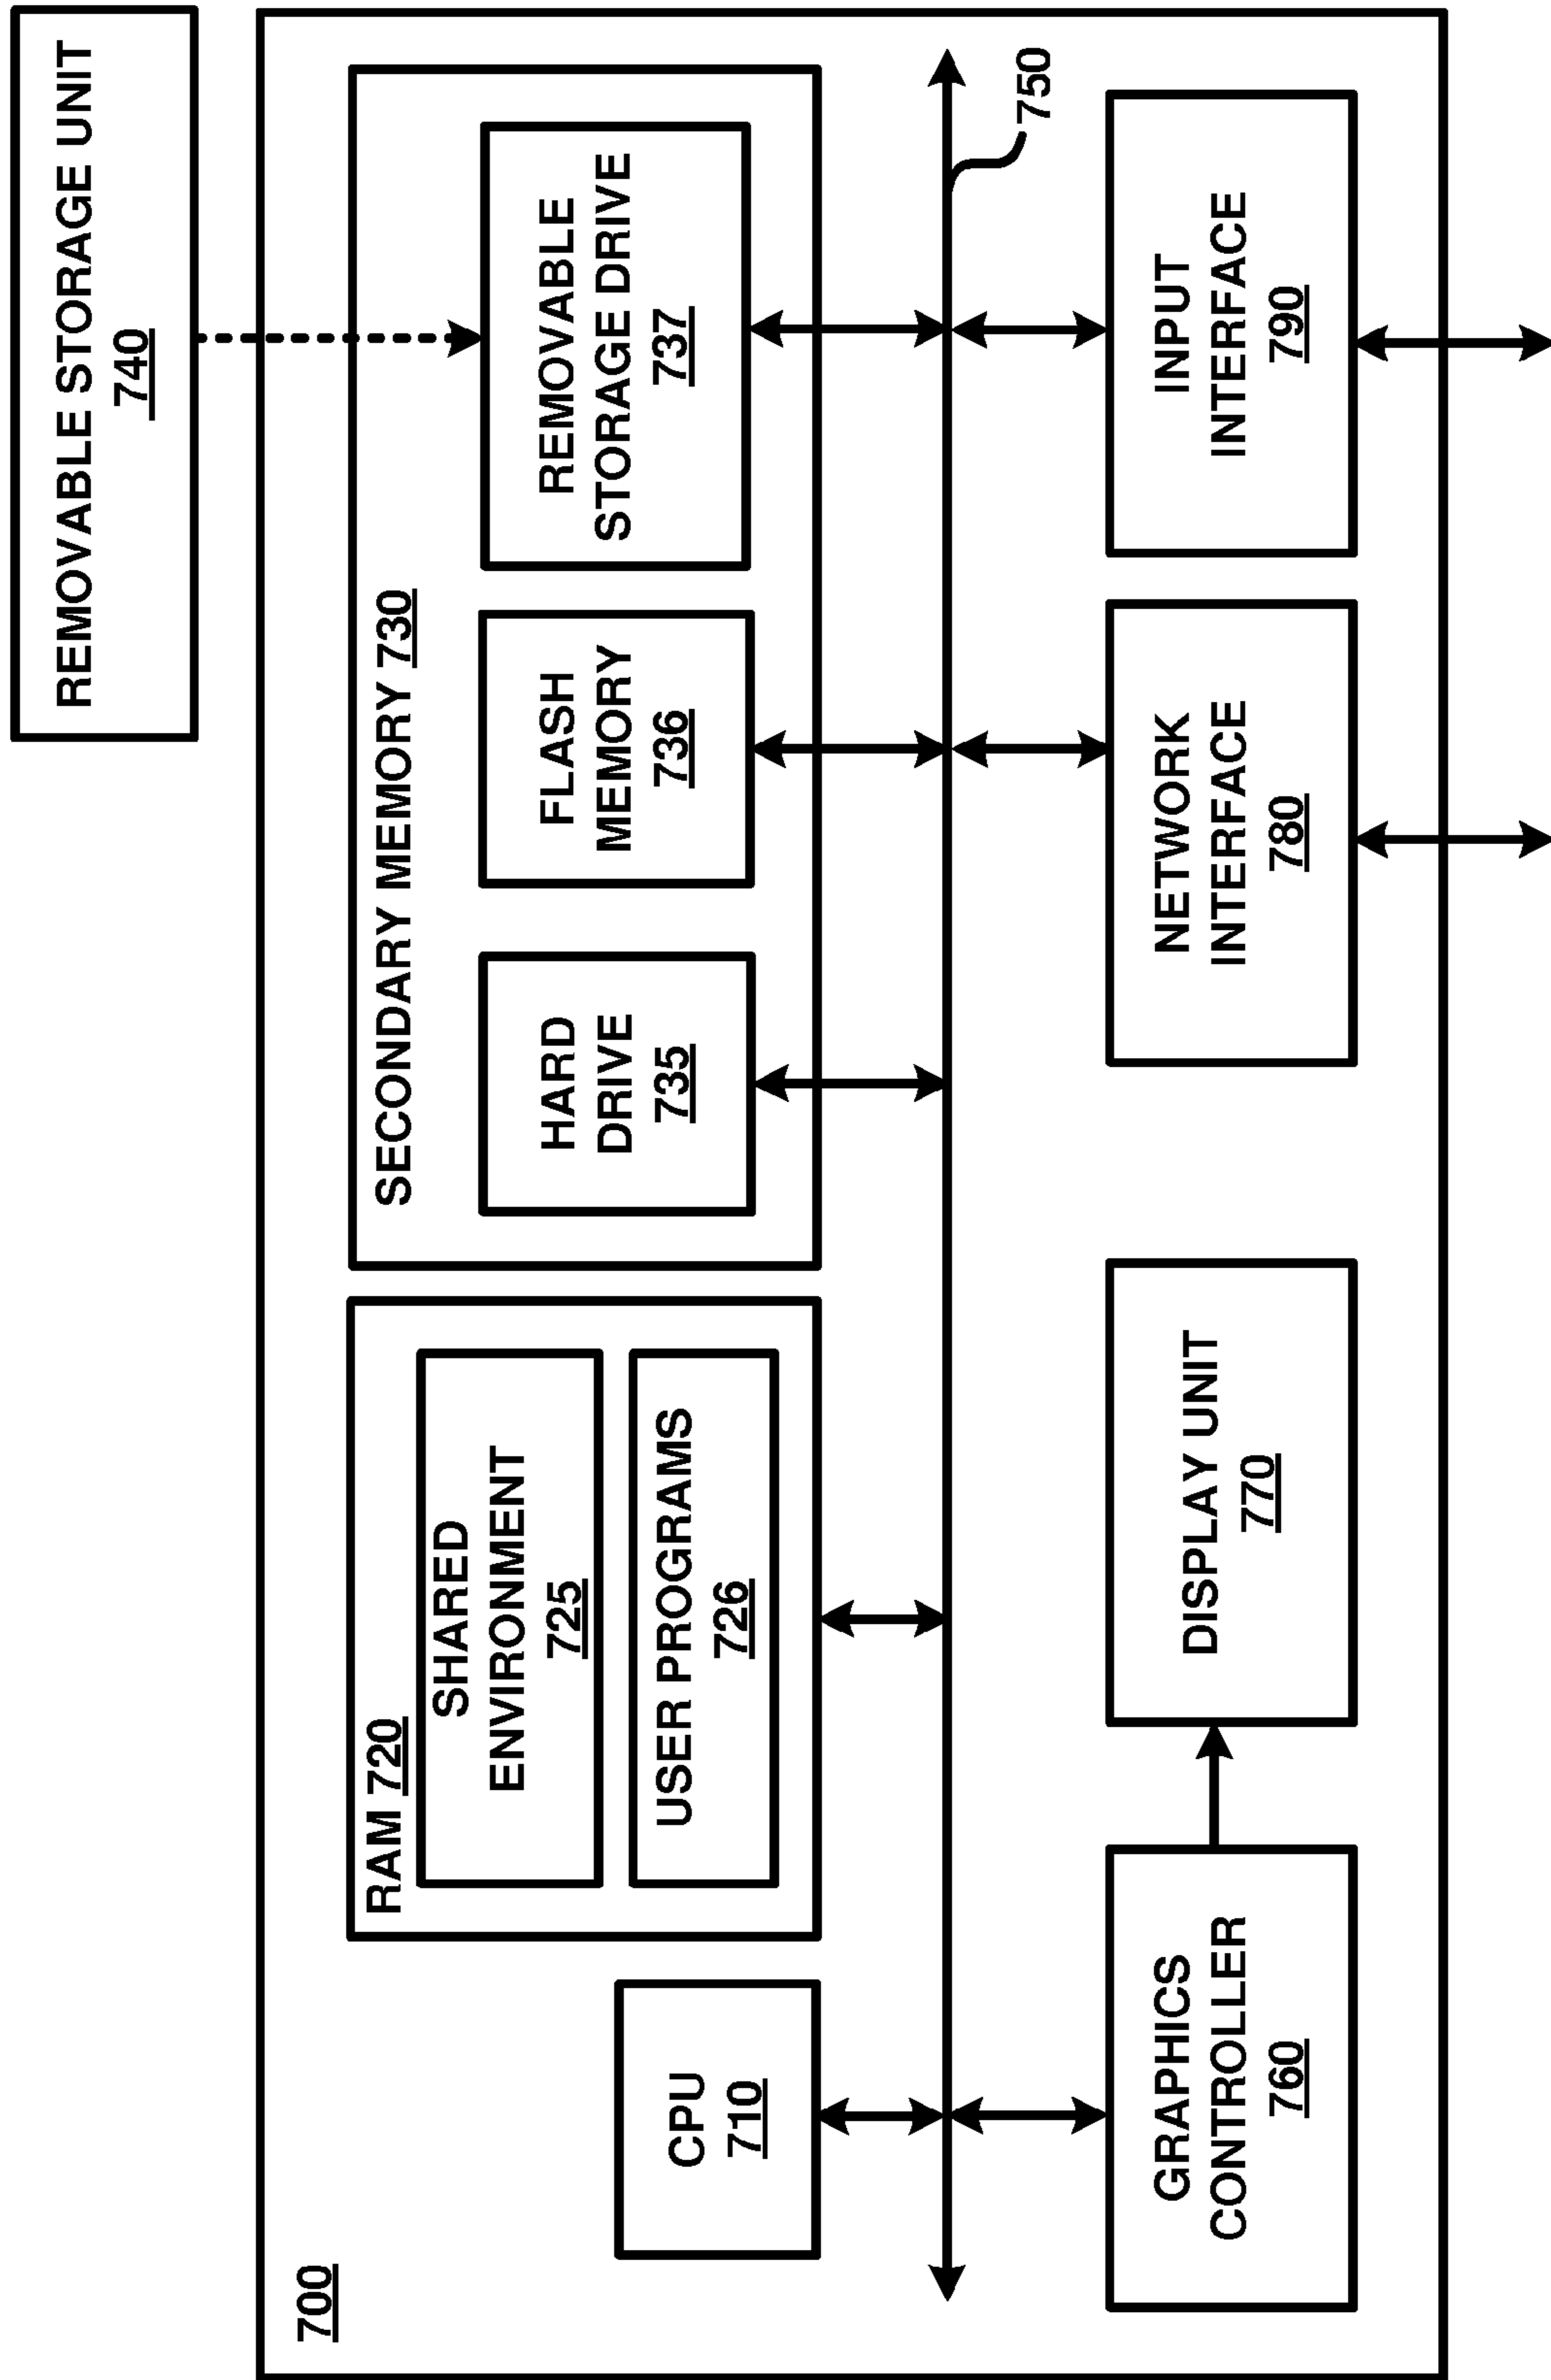 REMOVABLE STORAGE UNIT
740
700
CPU
710
RAM 720
SHARED
ENVIRONMENT
725
USER PROGRAMS
726
SECONDARY MEMORY 730
HARD
DRIVE
735
FLASH
MEMORY
736
REMOVABLE
STORAGE DRIVE
737
750
GRAPHICS
CONTROLLER
760
DISPLAY UNIT
770
NETWORK
INTERFACE
780
INPUT
INTERFACE
790